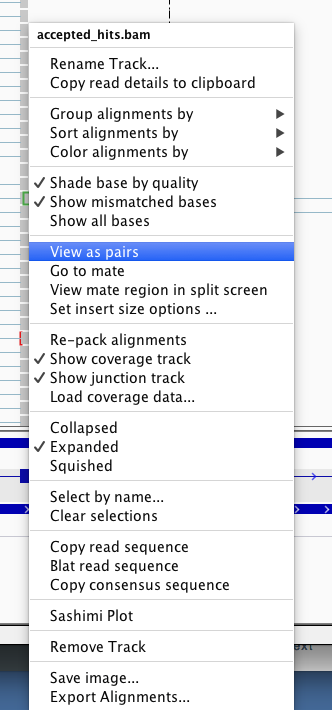 accepted_hits.bam
Rename Track...
Copy read details to clipboard
Group alignments by
Sort alignments by
Color alignments by
Shade base by quality
Show mismatched bases
Show all bases
View as pairs
Go to mate
View mate region in split screen
Set insert size options ...
Re-pack alignments
Show coverage track
Show junction track
Load coverage data...
Collapsed
Expanded
Squished
Select by name...
Clear selections
Copy read sequence
Blat read sequence
Copy consensus sequence
Sashimi Plot
Remove Track
Save image...
Export Alignments...